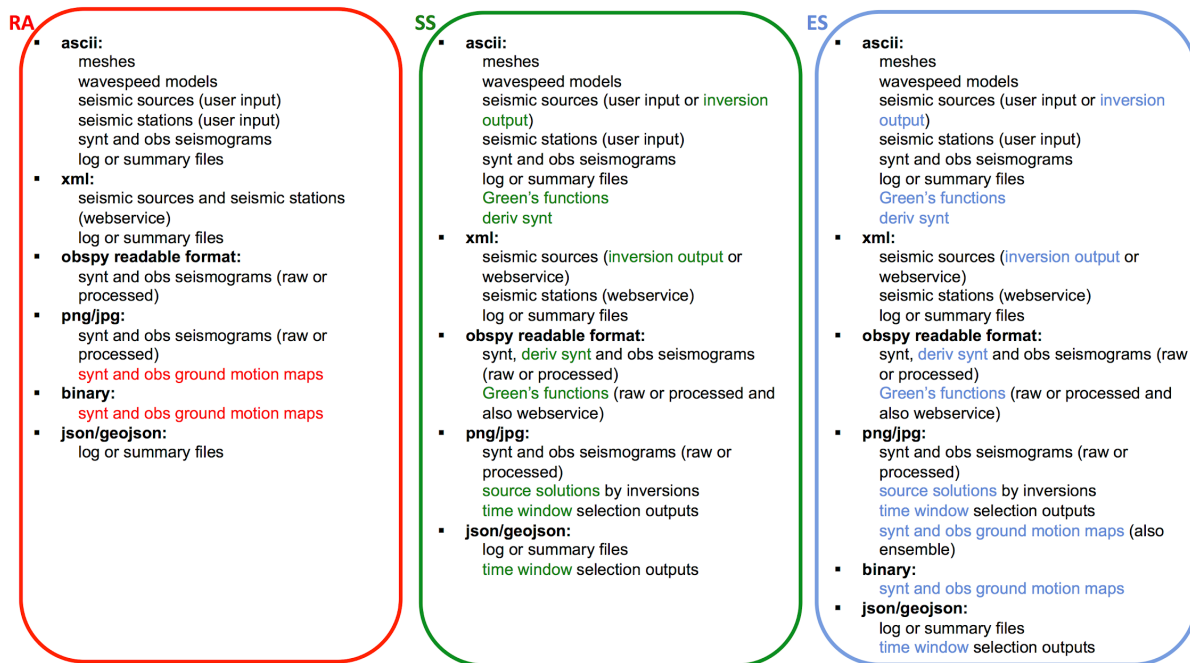 RA
▪ ascii:
meshes
wavespeed models
seismic sources (user input)
seismic stations (user input)
synt and obs seismograms
log or summary files
▪ xml:
seismic sources and seismic stations
(webservice)
log or summary files
▪ obspy readable format:
synt and obs seismograms (raw or
processed)
▪ png/jpg:
synt and obs seismograms (raw or
processed)
synt and obs ground motion maps
▪ binary:
synt and obs ground motion maps
▪ json/geojson:
log or summary files
SS
▪ ascii:
meshes
wavespeed models
seismic sources (user input or inversion
output)
seismic stations (user input)
synt and obs seismograms
log or summary files
Green's functions
deriv synt
▪ xml:
seismic sources (inversion output or
webservice)
seismic stations (webservice)
log or summary files
▪ obspy readable format:
synt, deriv synt and obs seismograms
(raw or processed)
Green's functions (raw or processed and
also webservice)
▪ png/jpg:
synt and obs seismograms (raw or
processed)
source solutions by inversions
time window selection outputs
▪ json/geojson:
log or summary files
time window selection outputs
ES
▪ ascii:
meshes
wavespeed models
seismic sources (user input or inversion
output)
seismic stations (user input)
synt and obs seismograms
log or summary files
Green's functions
deriv synt
▪ xml:
seismic sources (inversion output or
webservice)
seismic stations (webservice)
log or summary files
▪ obspy readable format:
synt, deriv synt and obs seismograms (raw
or processed)
Green's functions (raw or processed and
also webservice)
▪ png/jpg:
synt and obs seismograms (raw or
processed)
source solutions by inversions
time window selection outputs
synt and obs ground motion maps (also
ensemble)
▪ binary:
synt and obs ground motion maps
▪ json/geojson:
log or summary files
time window selection outputs